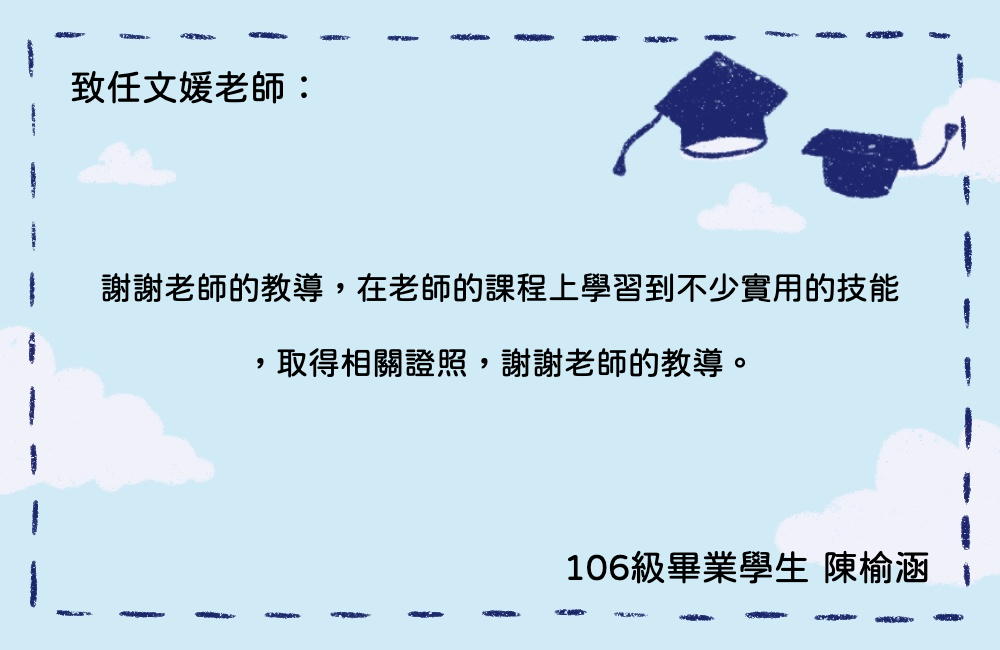 致任文媛老師：
謝謝老師的教導，在老師的課程上學習到不少實用的技能
，取得相關證照，謝謝老師的教導。
106級畢業學生 陳榆涵